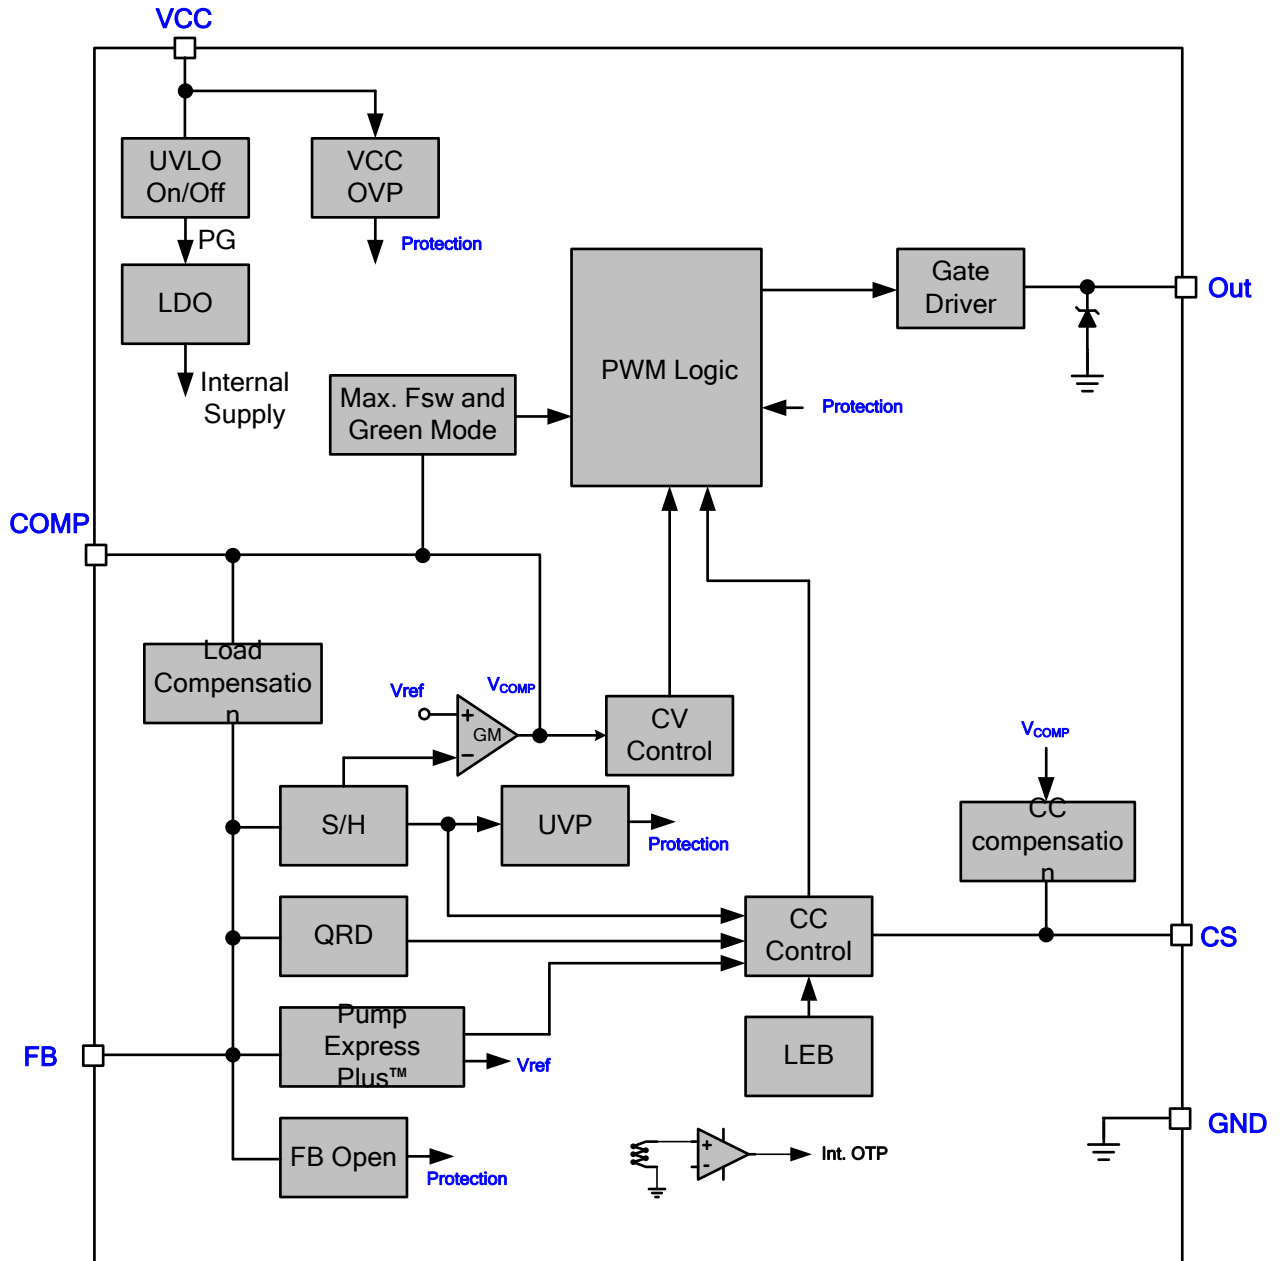 VCC
UVLO
On/Off
VCC
OVP
PG
Protection
LDO
Internal
Supply
Gate
Driver
Out
PWM Logic
Max. Fsw and
Green Mode
Protection
COMP
Load
Compensatio
n
Vref
VCOMP
+
GM
−
CV
Control
VCOMP
S/H
UVP
Protection
CC
compensatio
n
QRD
CC
Control
CS
Pump
Express
Plus™
Vref
FB
LEB
GND
FB Open
Protection
+
-
Int. OTP